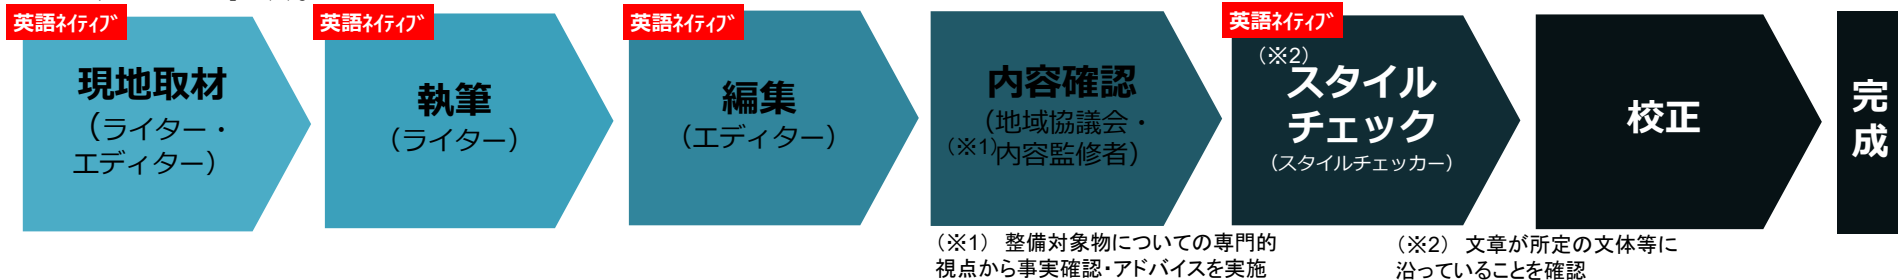 英語ネイティブ
現地取材
（ライター・
エディター）
英語ネイティブ
執筆
（ライター）
英語ネイティブ
編集
（エディター）
内容確認
（地域協議会・
（※1）内容監修者）
英語ネイティブ
（※2）
スタイル
チェック
（スタイルチェッカー）
校正
完
成
（※1） 整備対象物についての専門的
視点から事実確認・アドバイスを実施
（※2） 文章が所定の文体等に
沿っていることを確認